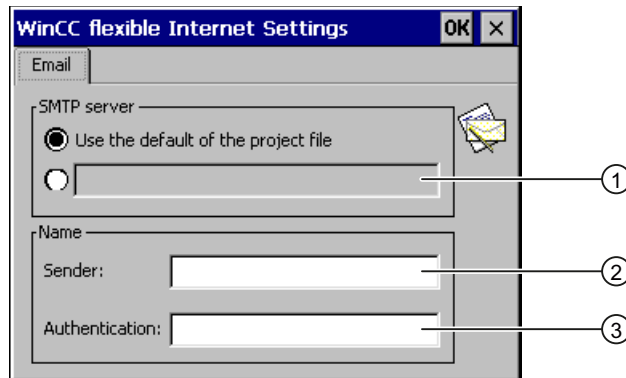 WinCC flexible Internet Settings OK ×
Email
SMTP server
Use the default of the project file
1
Name
Sender:
2
Authentication:
3